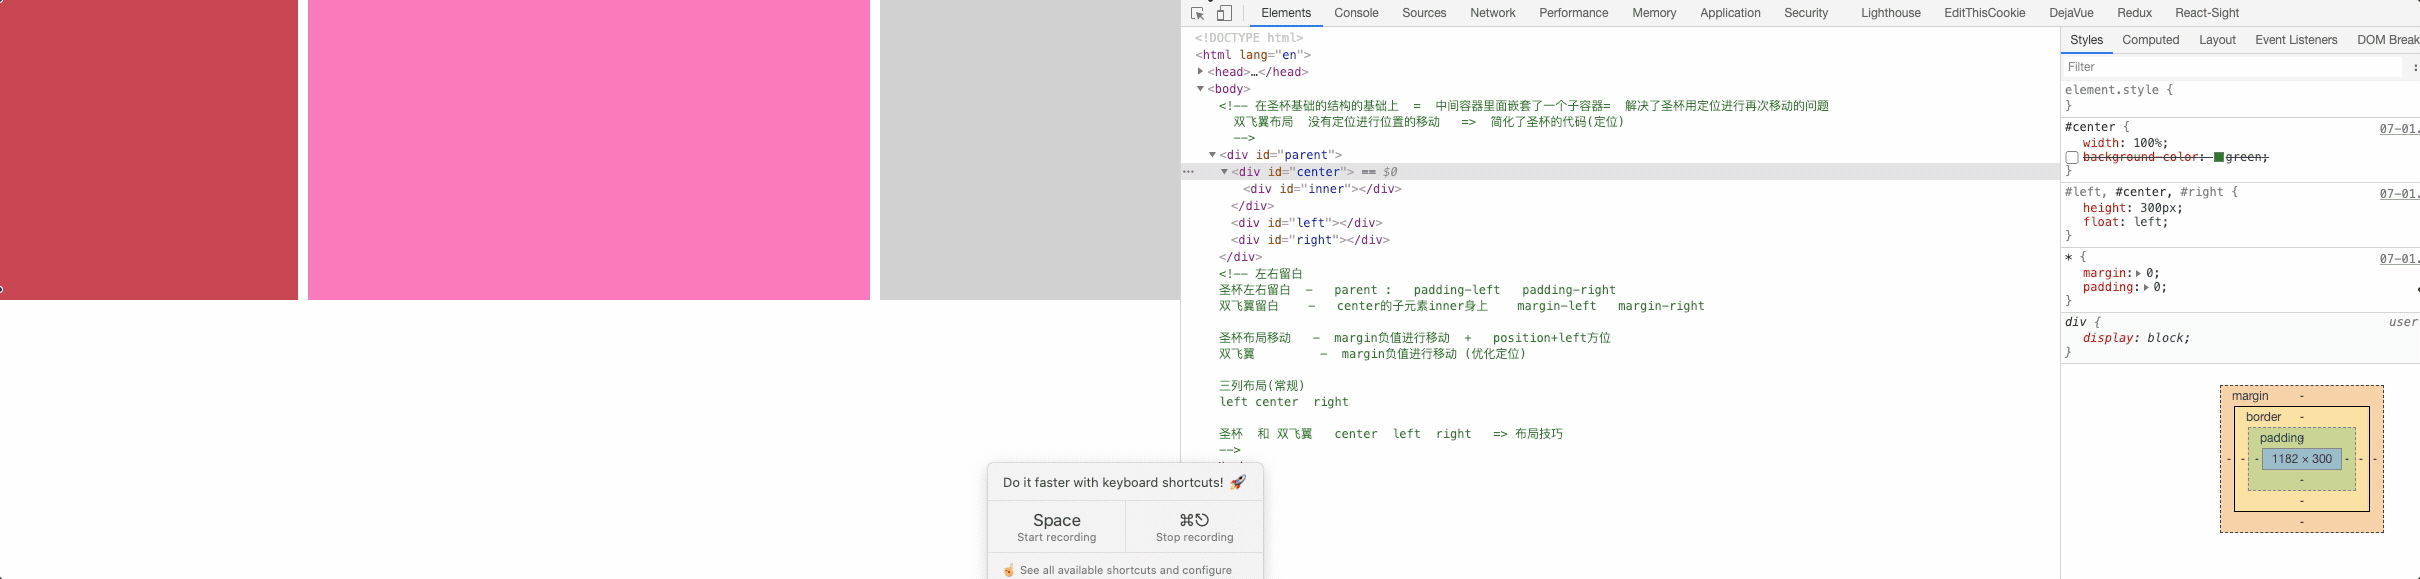 Elements Console Sources Network Performance Memory Application Security Lighthouse EditThisCookie DejaVue Redux React-Sight
<!DOCTYPE html>
<html lang="en">
<head>…</head>
<body>
<!-- 在圣杯基础的结构的基础上 = 中间容器里面嵌套了一个子容器= 解决了圣杯用定位进行再次移动的问题
双飞翼布局 没有定位进行位置的移动 => 简化了圣杯的代码(定位)
-->
<div id="parent">
<div id="center"> == $0
<div id="inner"></div>
</div>
<div id="left"></div>
<div id="right"></div>
</div>
<!-- 左右留白
圣杯左右留白 - parent : padding-left padding-right
双飞翼留白 - center的子元素inner身上 margin-left margin-right
圣杯布局移动 - margin负值进行移动 + position+left方位
双飞翼 - margin负值进行移动 (优化定位)
三列布局(常规)
left center right
圣杯 和 双飞翼 center left right => 布局技巧
-->
Styles Computed Layout Event Listeners DOM Break
Filter
element.style {
}
#center { 07-01.
width: 100%;
background-color: green;
}
#left, #center, #right { 07-01.
height: 300px;
float: left;
}
* { 07-01.
margin: 0;
padding: 0;
}
div { user
display: block;
}
margin -
border -
padding -
- - - 1182 × 300 - - -
-
-
-
Do it faster with keyboard shortcuts! 🚀
Space
Start recording
⌘⎋
Stop recording
☝ See all available shortcuts and configure